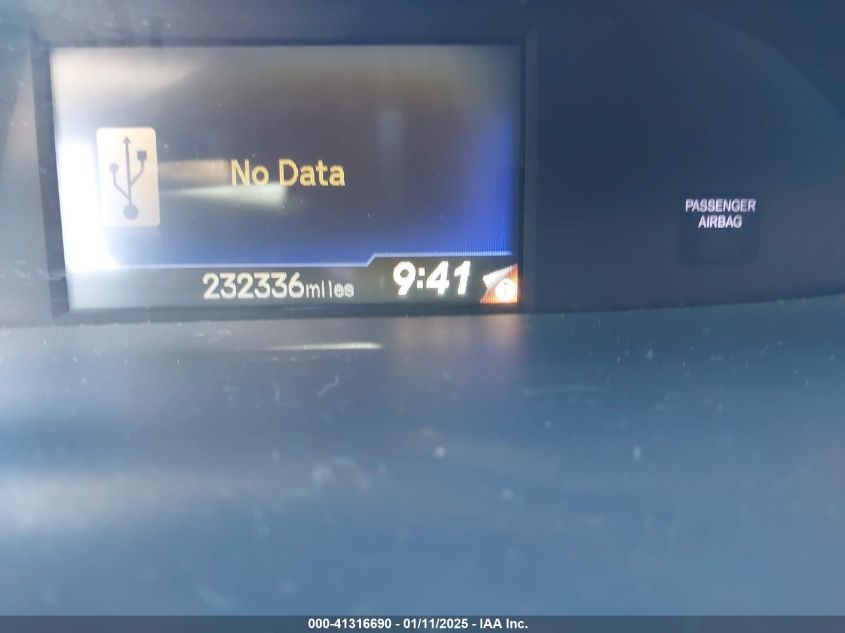 No Data
PASSENGER
AIRBAG
232336miles 9:41
000-41316690 - 01/11/2025 - IAA Inc.